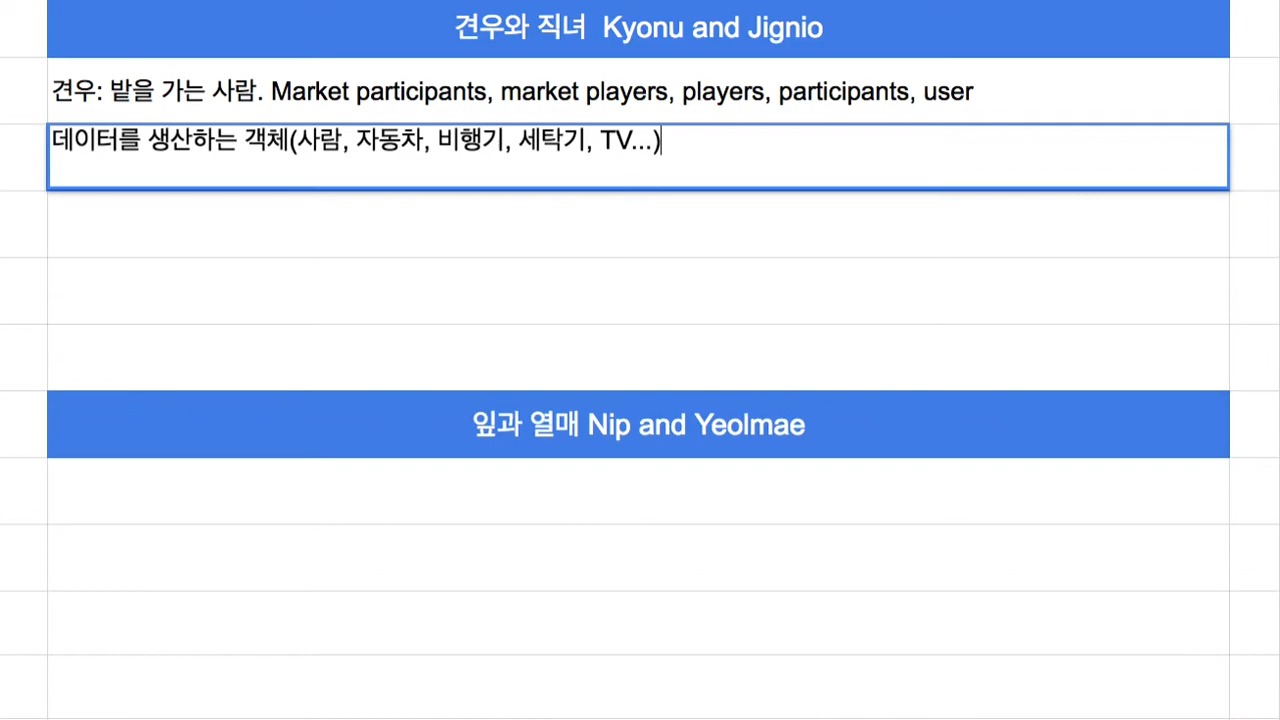 견우와 직녀  Kyonu and Jignio
견우: 밭을 가는 사람. Market participants, market players, players, participants, user
데이터를 생산하는 객체(사람, 자동차, 비행기, 세탁기, TV...)
잎과 열매 Nip and Yeolmae